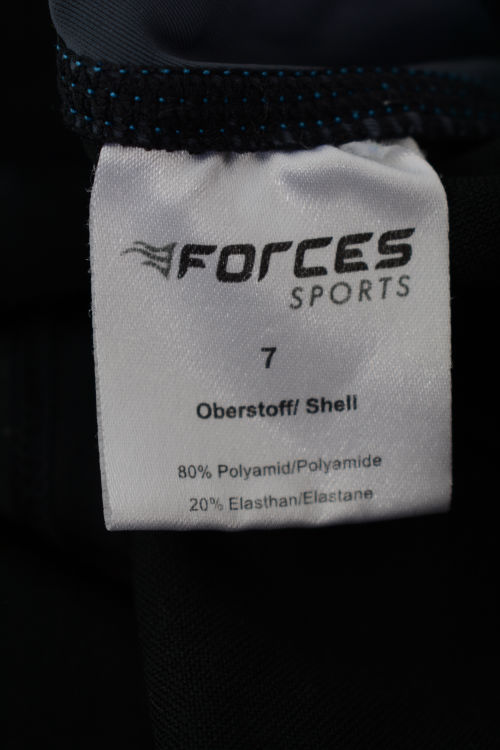 FORCES
SPORTS
7
Oberstoff/ Shell
80% Polyamid/Polyamide
20% Elasthan/Elastane